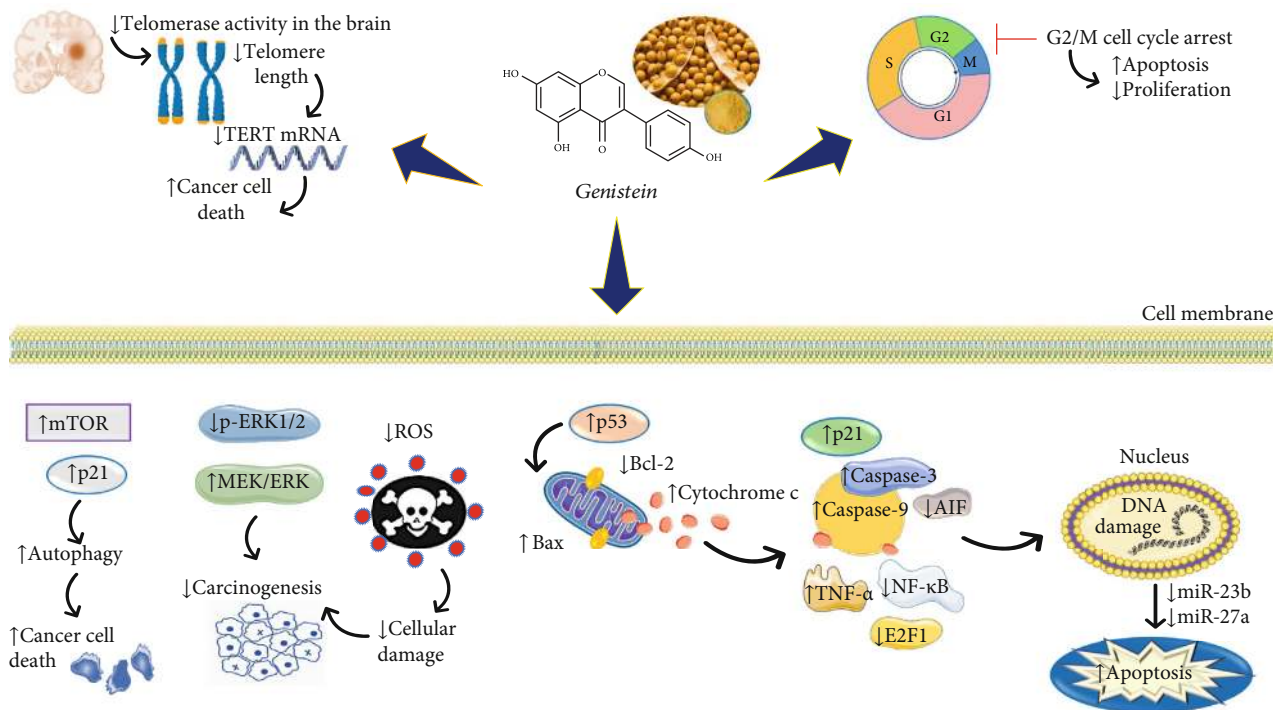 ↓Telomerase activity in the brain
↓Telomere
length
↓TERT mRNA
↑Cancer cell
death
HO
O
OH
O
OH
Genistein
G2
S
M
G1
G2/M cell cycle arrest
↑Apoptosis
↓Proliferation
Cell membrane
↑mTOR
↑p21
↑Autophagy
↑Cancer cell
death
↓p-ERK1/2
↑MEK/ERK
↓Carcinogenesis
↓ROS
↓Cellular
damage
↑p53
↓Bcl-2
↑Cytochrome c
↑Bax
↑p21
↑Caspase-3
↑Caspase-9
↓AIF
↑TNF-α
↓NF-κB
↓E2F1
Nucleus
DNA
damage
↓miR-23b
↓miR-27a
↑Apoptosis